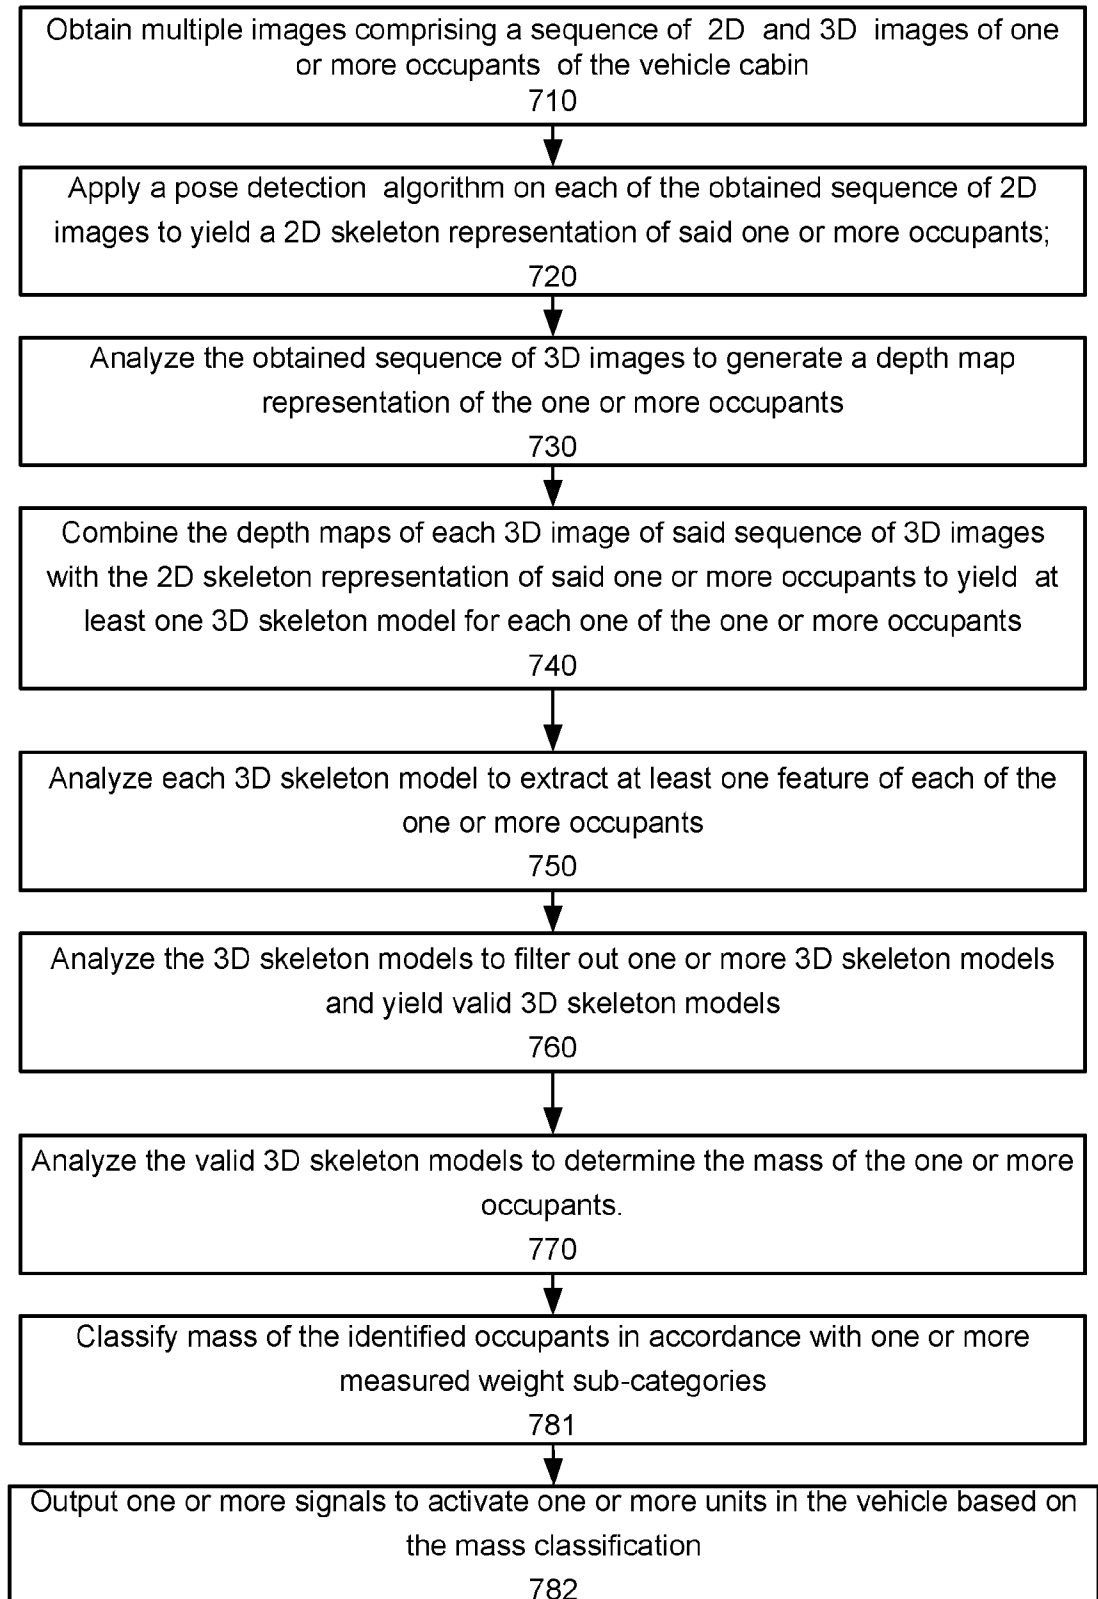 Obtain multiple images comprising a sequence of 2D and 3D images of one
or more occupants of the vehicle cabin
710
Apply a pose detection algorithm on each of the obtained sequence of 2D
images to yield a 2D skeleton representation of said one or more occupants;
720
Analyze the obtained sequence of 3D images to generate a depth map
representation of the one or more occupants
730
Combine the depth maps of each 3D image of said sequence of 3D images
with the 2D skeleton representation of said one or more occupants to yield at
least one 3D skeleton model for each one of the one or more occupants
740
Analyze each 3D skeleton model to extract at least one feature of each of the
one or more occupants
750
Analyze the 3D skeleton models to filter out one or more 3D skeleton models
and yield valid 3D skeleton models
760
Analyze the valid 3D skeleton models to determine the mass of the one or more
occupants.
770
Classify mass of the identified occupants in accordance with one or more
measured weight sub-categories
781
Output one or more signals to activate one or more units in the vehicle based on
the mass classification
782